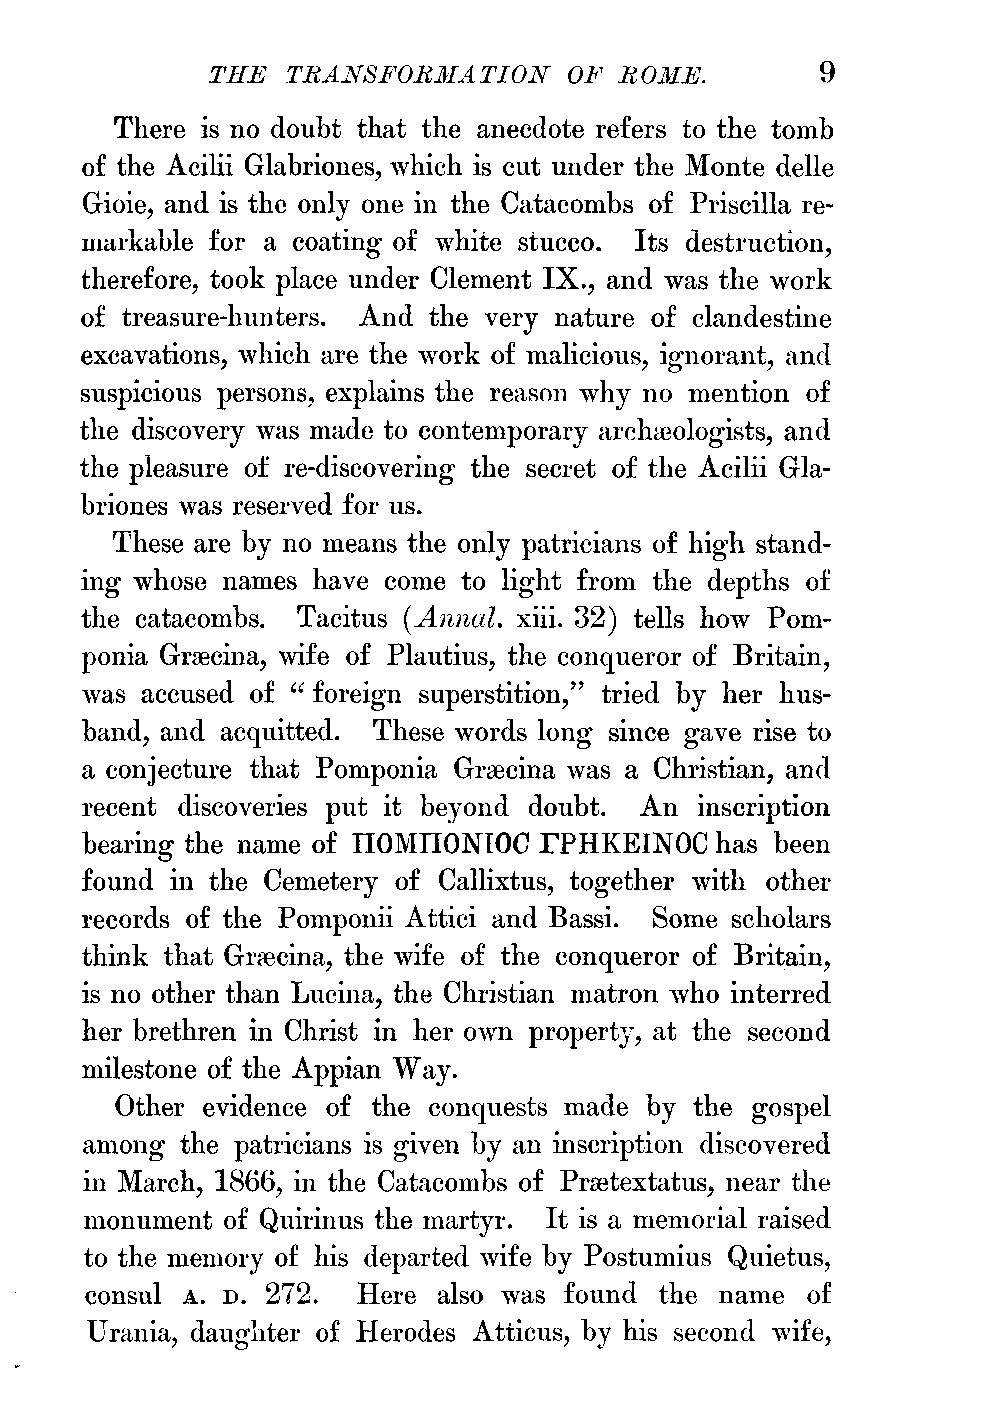 THE TRANSFORMATION OF ROME. 9
There is no doubt that the anecdote refers to the tomb
of the Acilii Glabriones, which is cut under the Monte delle
Gioie, and is the only one in the Catacombs of Priscilla re-
markable for a coating of white stucco. Its destruction,
therefore, took place under Clement IX., and was the work
of treasure-hunters. And the very nature of clandestine
excavations, which are the work of malicious, ignorant, and
suspicious persons, explains the reason why no mention of
the discovery was made to contemporary archæologists, and
the pleasure of re-discovering the secret of the Acilii Gla-
briones was reserved for us.
These are by no means the only patricians of high stand-
ing whose names have come to light from the depths of
the catacombs. Tacitus (Annal. xiii. 32) tells how Pom-
ponia Græcina, wife of Plautius, the conqueror of Britain,
was accused of “foreign superstition,” tried by her hus-
band, and acquitted. These words long since gave rise to
a conjecture that Pomponia Græcina was a Christian, and
recent discoveries put it beyond doubt. An inscription
bearing the name of ΠΟΜΠΟΝΙΟC ΓΡΗΚΕΙΝΟC has been
found in the Cemetery of Callixtus, together with other
records of the Pomponii Attici and Bassi. Some scholars
think that Græcina, the wife of the conqueror of Britain,
is no other than Lucina, the Christian matron who interred
her brethren in Christ in her own property, at the second
milestone of the Appian Way.
Other evidence of the conquests made by the gospel
among the patricians is given by an inscription discovered
in March, 1866, in the Catacombs of Prætextatus, near the
monument of Quirinus the martyr. It is a memorial raised
to the memory of his departed wife by Postumius Quietus,
consul A. D. 272. Here also was found the name of
Urania, daughter of Herodes Atticus, by his second wife,